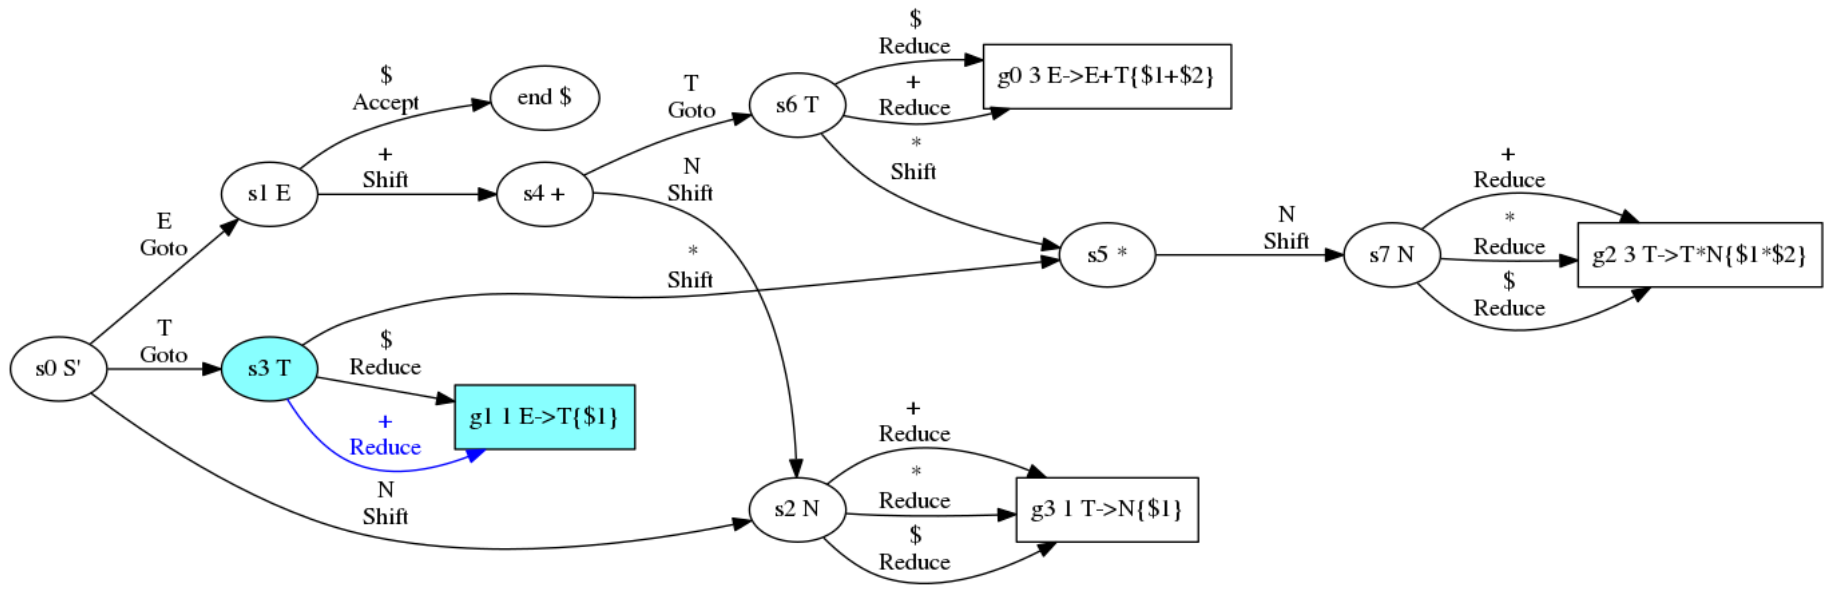 $
Reduce
g0 3 E->E+T{$1+$2}
+
Reduce
s6 T
T
Goto
$
Accept
end $
*
Shift
+
Shift
s1 E
s4 +
N
Shift
E
Goto
+
Reduce
*
Reduce
g2 3 T->T*N{$1*$2}
$
Reduce
N
Shift
s5 *
s7 N
*
Shift
T
Goto
s0 S'
s3 T
$
Reduce
g1 1 E->T{$1}
+
Reduce
N
Shift
+
Reduce
*
Reduce
s2 N
g3 1 T->N{$1}
$
Reduce